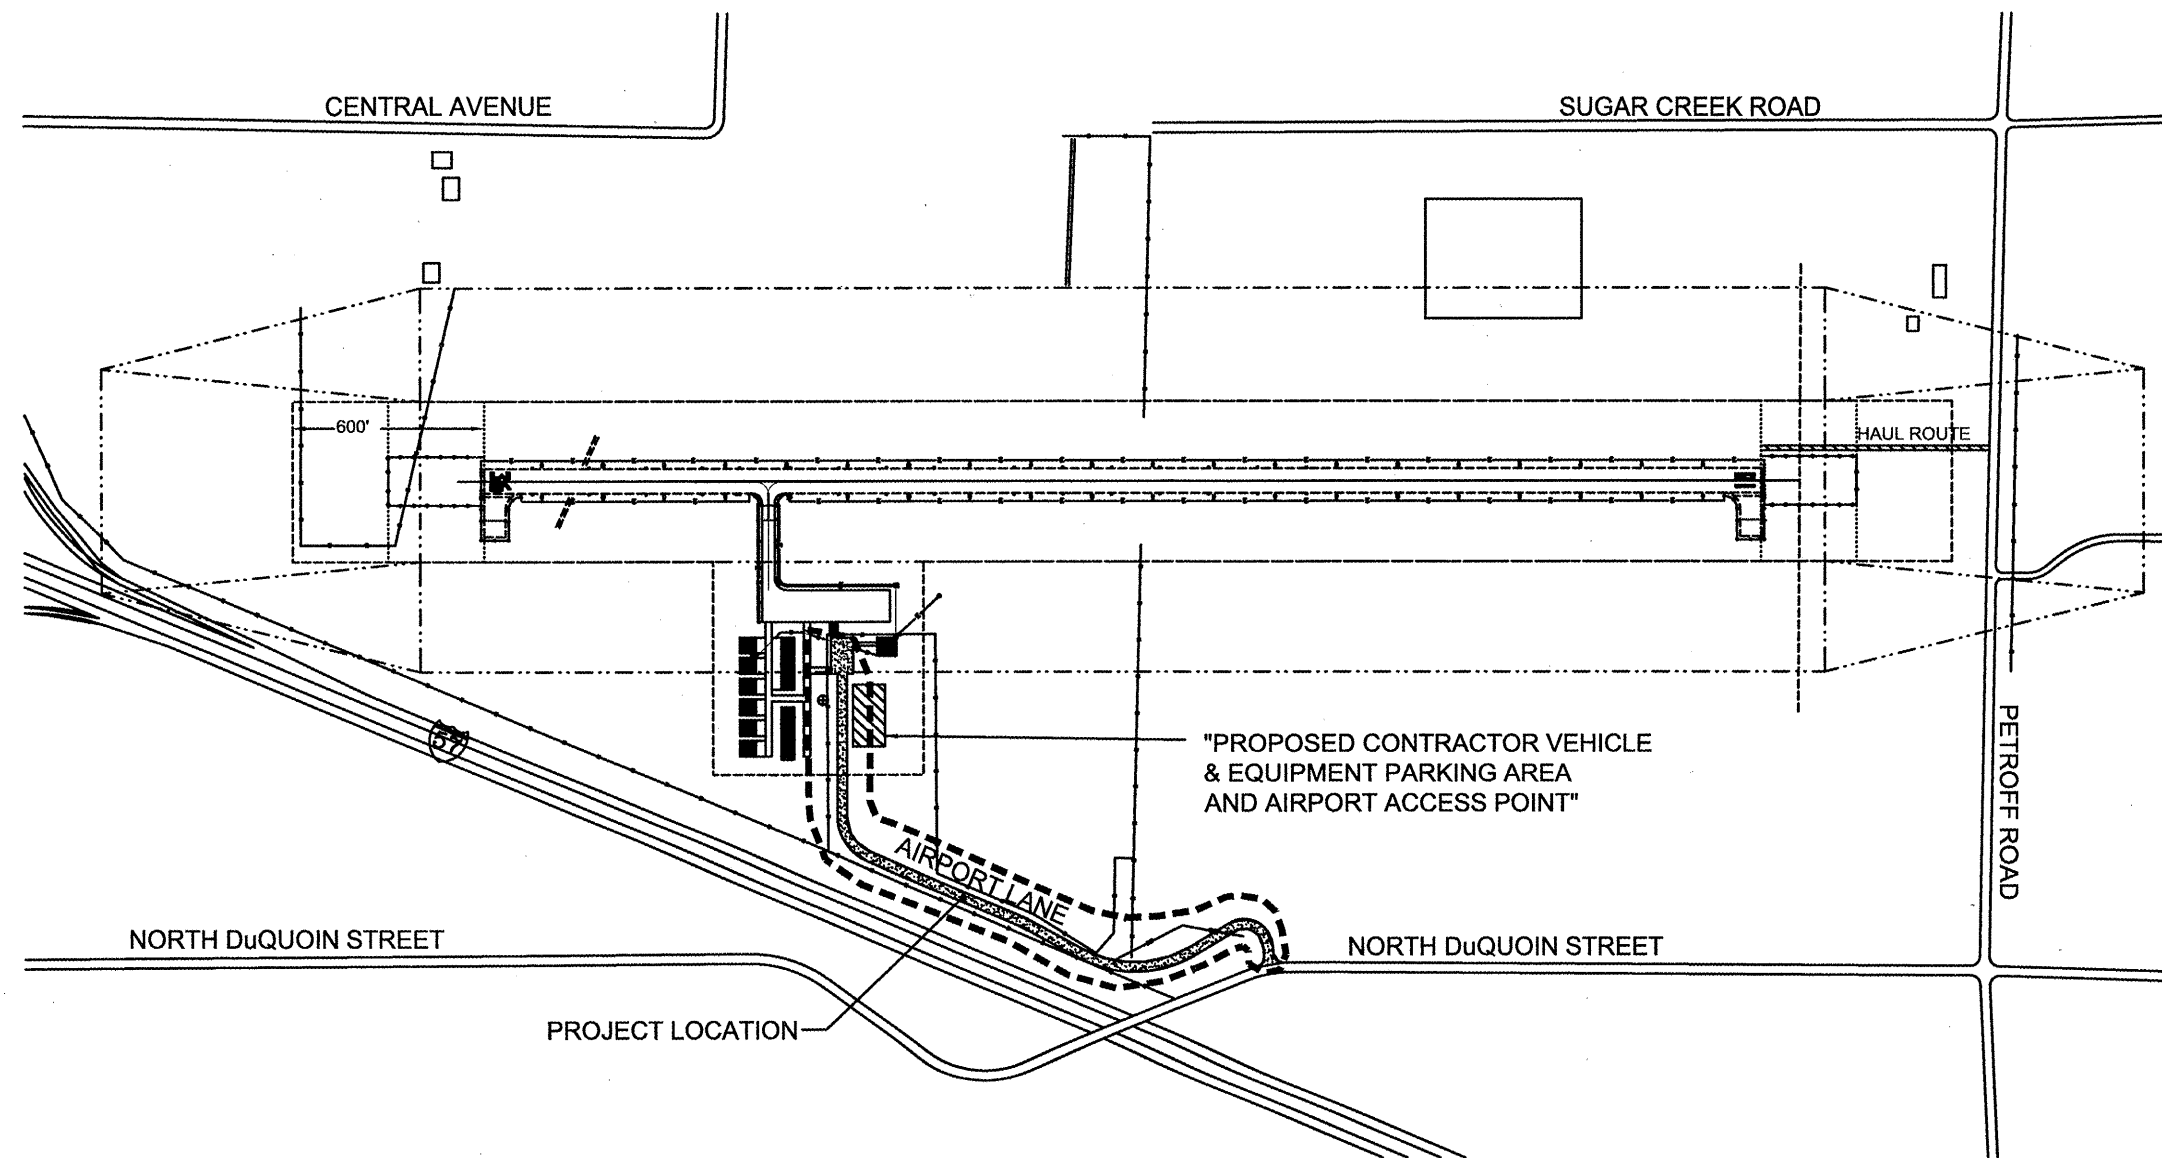 CENTRAL AVENUE
SUGAR CREEK ROAD
600'
HAUL ROUTE
57
"PROPOSED CONTRACTOR VEHICLE
& EQUIPMENT PARKING AREA
AND AIRPORT ACCESS POINT"
PETROFF ROAD
AIRPORT LANE
NORTH DuQUOIN STREET
NORTH DuQUOIN STREET
PROJECT LOCATION